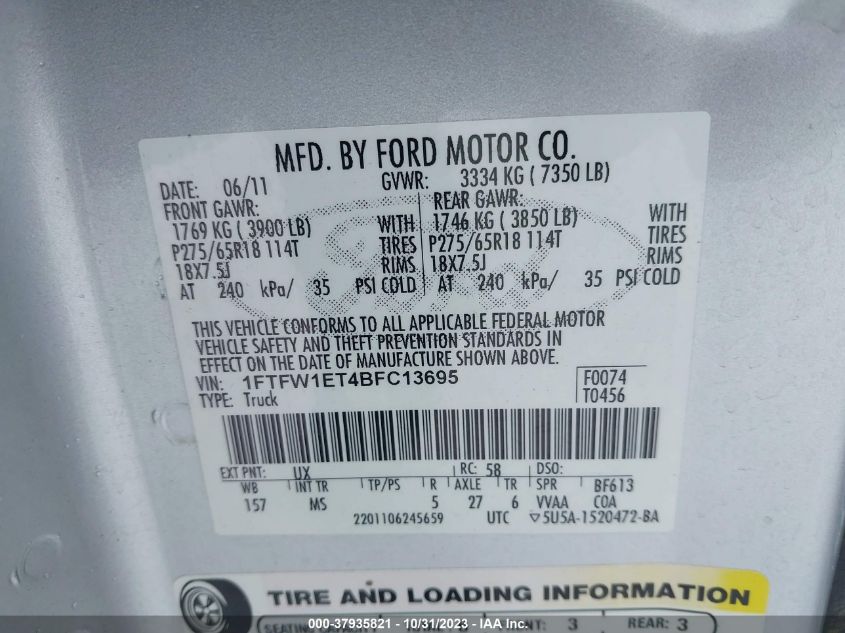 MFD. BY FORD MOTOR CO.
DATE: 06/11 GVWR: 3334 KG ( 7350 LB)
FRONT GAWR: REAR GAWR:
1769 KG ( 3900 LB) WITH 1746 KG ( 3850 LB) WITH
P275/65R18 114T TIRES P275/65R18 114T TIRES
18X7.5J RIMS 18X7.5J RIMS
AT 240 kPa/ 35 PSI COLD AT 240 kPa/ 35 PSI COLD
Ford
THIS VEHICLE CONFORMS TO ALL APPLICABLE FEDERAL MOTOR
VEHICLE SAFETY AND THEFT PREVENTION STANDARDS IN
EFFECT ON THE DATE OF MANUFACTURE SHOWN ABOVE.
VIN: 1FTFW1ET4BFC13695 F0074
TYPE: Truck T0456
EXT PNT: UX RC: 58 DSO:
WB INT TR TP/PS R AXLE TR SPR BF613
157 MS 5 27 6 VVAA COA
2201106245659 UTC ▽5U5A-1520472-BA
TIRE AND LOADING INFORMATION
SEATING CAPACITY 3 REAR: 3
000-37935821 - 10/31/2023 - IAA Inc.